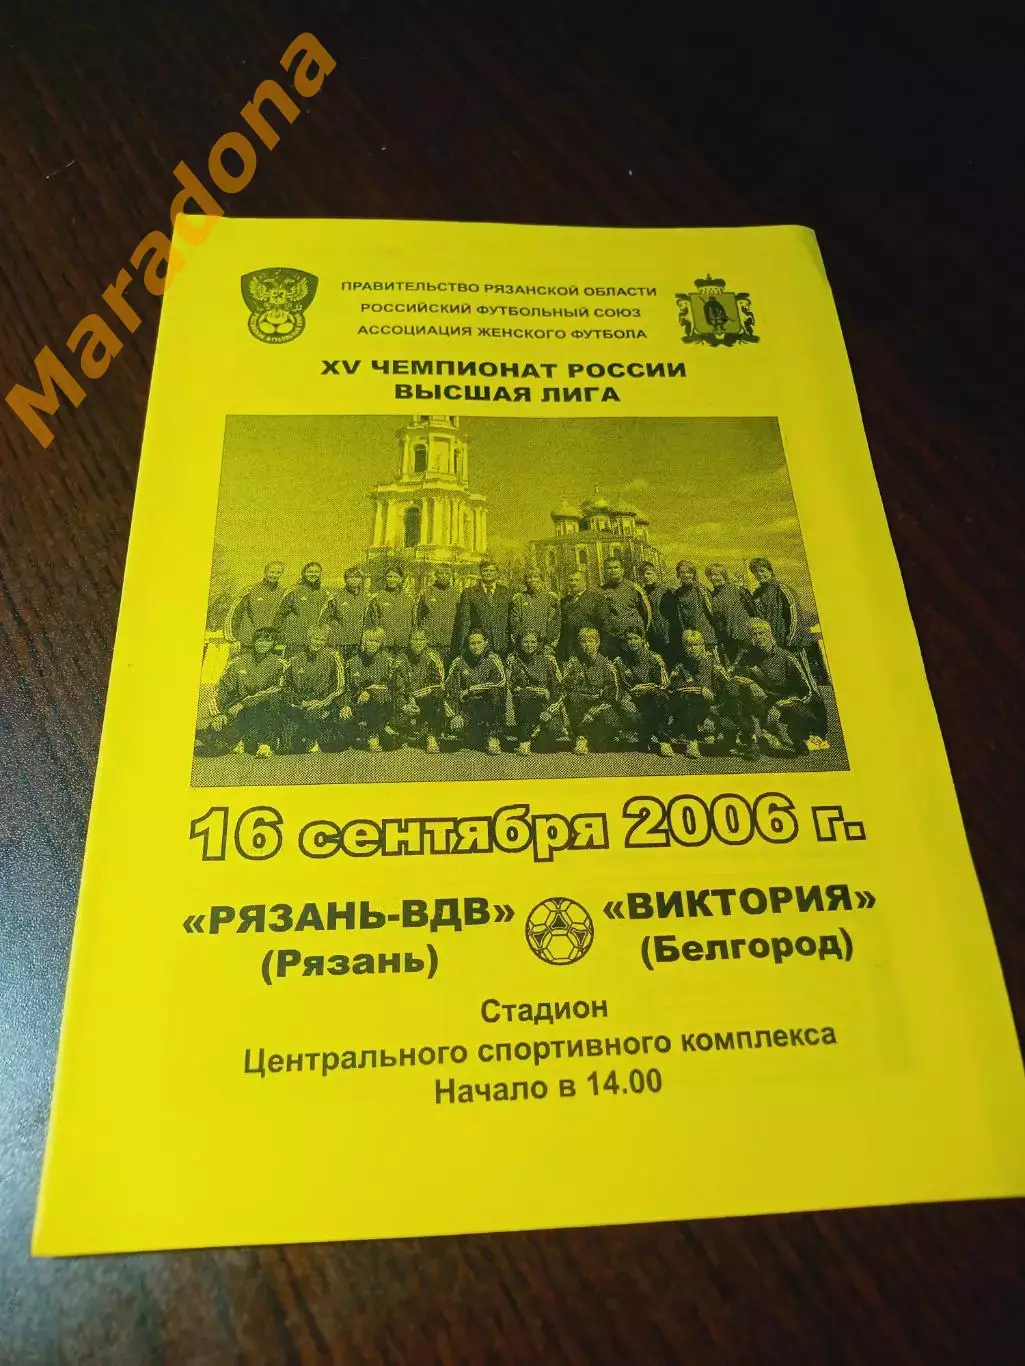 Maradona
ПРАВИТЕЛЬСТВО РЯЗАНСКОЙ ОБЛАСТИ
РОССИЙСКИЙ ФУТБОЛЬНЫЙ СОЮЗ
АССОЦИАЦИЯ ЖЕНСКОГО ФУТБОЛА
XV ЧЕМПИОНАТ РОССИИ
ВЫСШАЯ ЛИГА
16 сентября 2006 г.
«РЯЗАНЬ-ВДВ» «ВИКТОРИЯ»
(Рязань) (Белгород)
Стадион
Центрального спортивного комплекса
Начало в 14.00